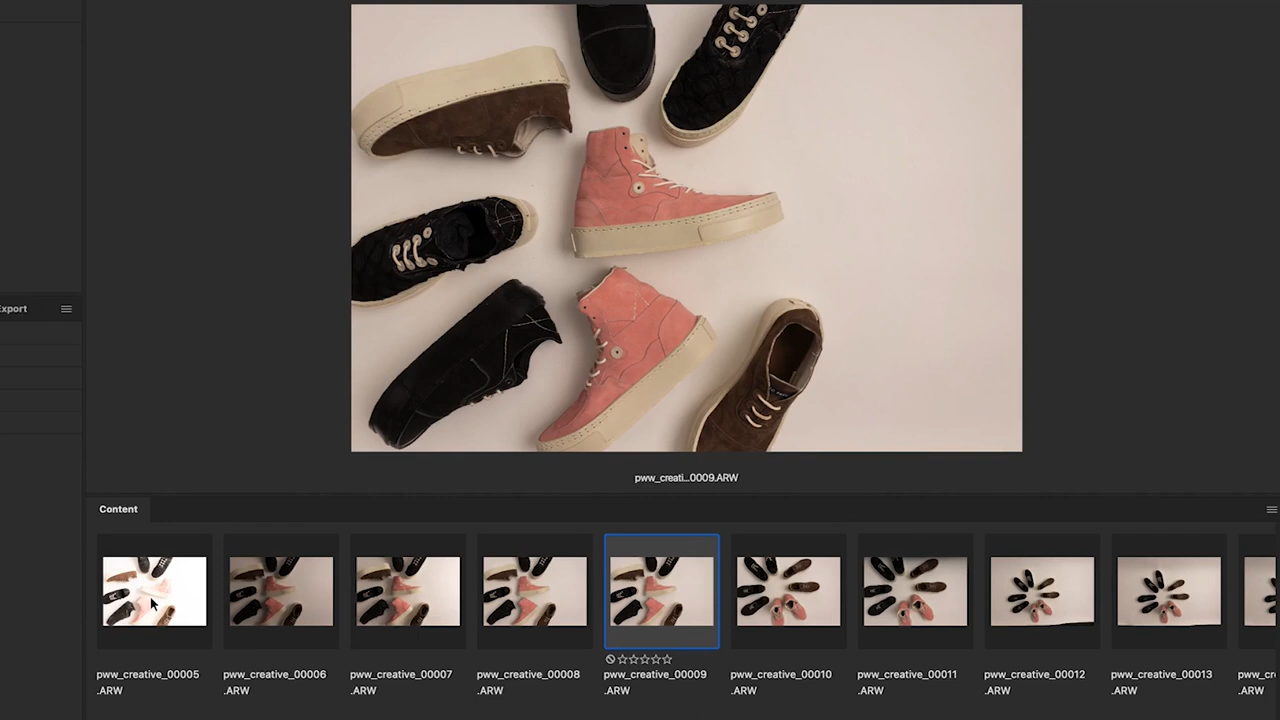 Export
pww_creati...0009.ARW
Content
pww_creative_00005
.ARW
pww_creative_00006
.ARW
pww_creative_00007
.ARW
pww_creative_00008
.ARW
pww_creative_00009
.ARW
pww_creative_00010
.ARW
pww_creative_00011
.ARW
pww_creative_00012
.ARW
pww_creative_00013
.ARW
pww_cr
.ARW